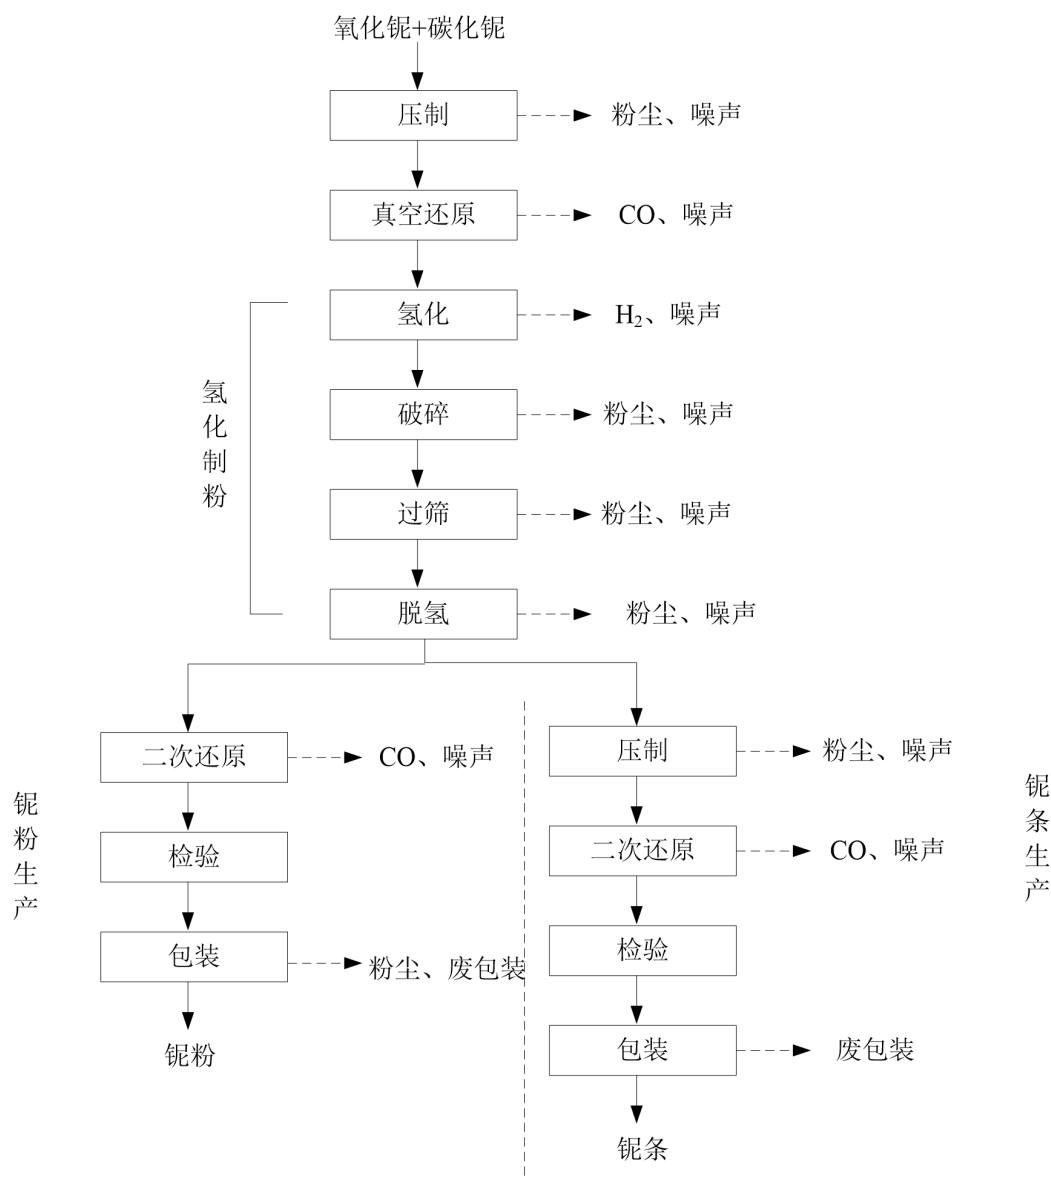 氧化铌+碳化铌
压制
粉尘、噪声
真空还原
CO、噪声
氢化
H₂、噪声
破碎
粉尘、噪声
过筛
粉尘、噪声
脱氢
粉尘、噪声
氢化制粉
二次还原
CO、噪声
检验
包装
粉尘、废包装
铌粉
铌粉生产
压制
粉尘、噪声
二次还原
CO、噪声
检验
包装
废包装
铌条
铌条生产